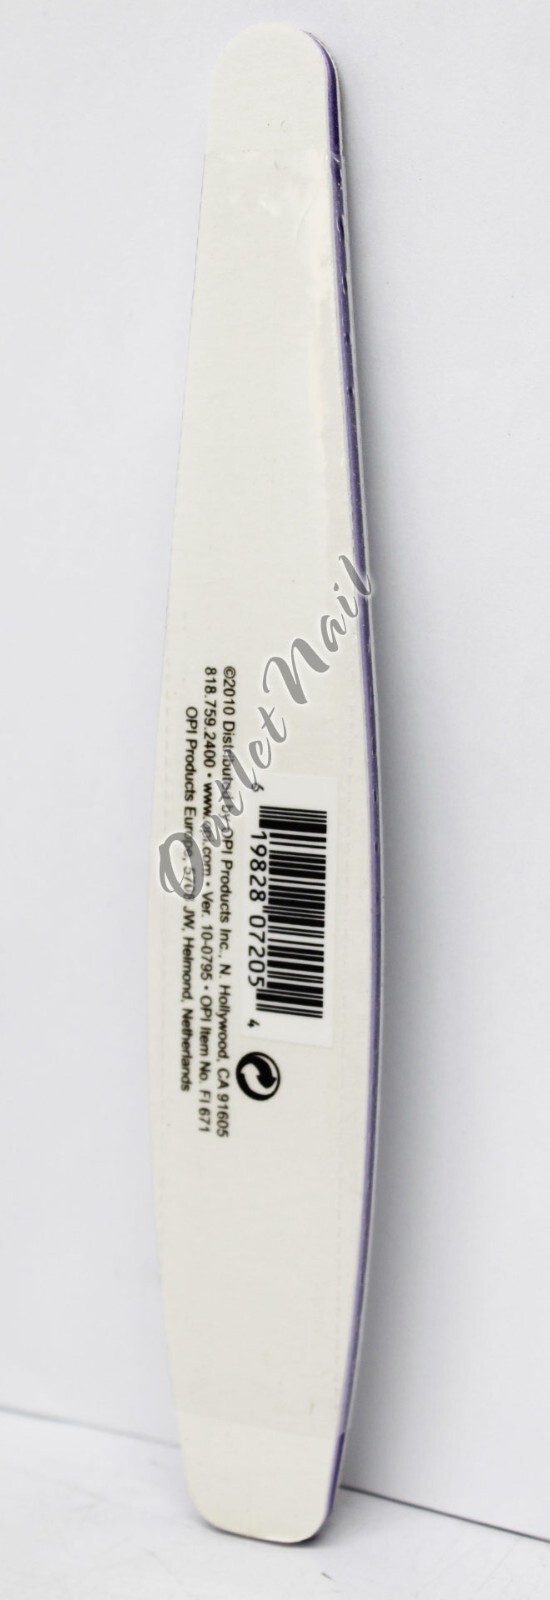 ©2010 Distributed by OPI Products Inc., N. Hollywood, CA 91605
818.759.2400 • www.opi.com • Ver. 10-0795 • OPI Item No. FI 671
OPI Products Europe, 5708 JW, Helmond, Netherlands
19828 07205 4
Outlet Nail